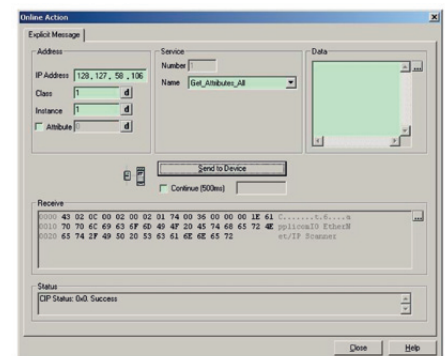 Online Action
Explicit Message
Address
IP Address 128.127. 58 .106
Class 1 d
Instance 1 d
Attribute 0 d
Service
Number 1
Name Get_Attributes_All
Data
...
Send to Device
Continue (500ms)
Receive
0000 43 02 0C 00 02 00 02 01 74 00 36 00 00 00 1E 61 C.......t.6....a
0010 70 70 6C 69 63 6F 6D 49 4F 20 45 74 68 65 72 4E pplicomIO EtherN
0020 65 74 2F 49 50 20 53 63 61 6E 6E 65 72 et/IP Scanner
...
Status
CIP Status: 0x0. Success
Close Help